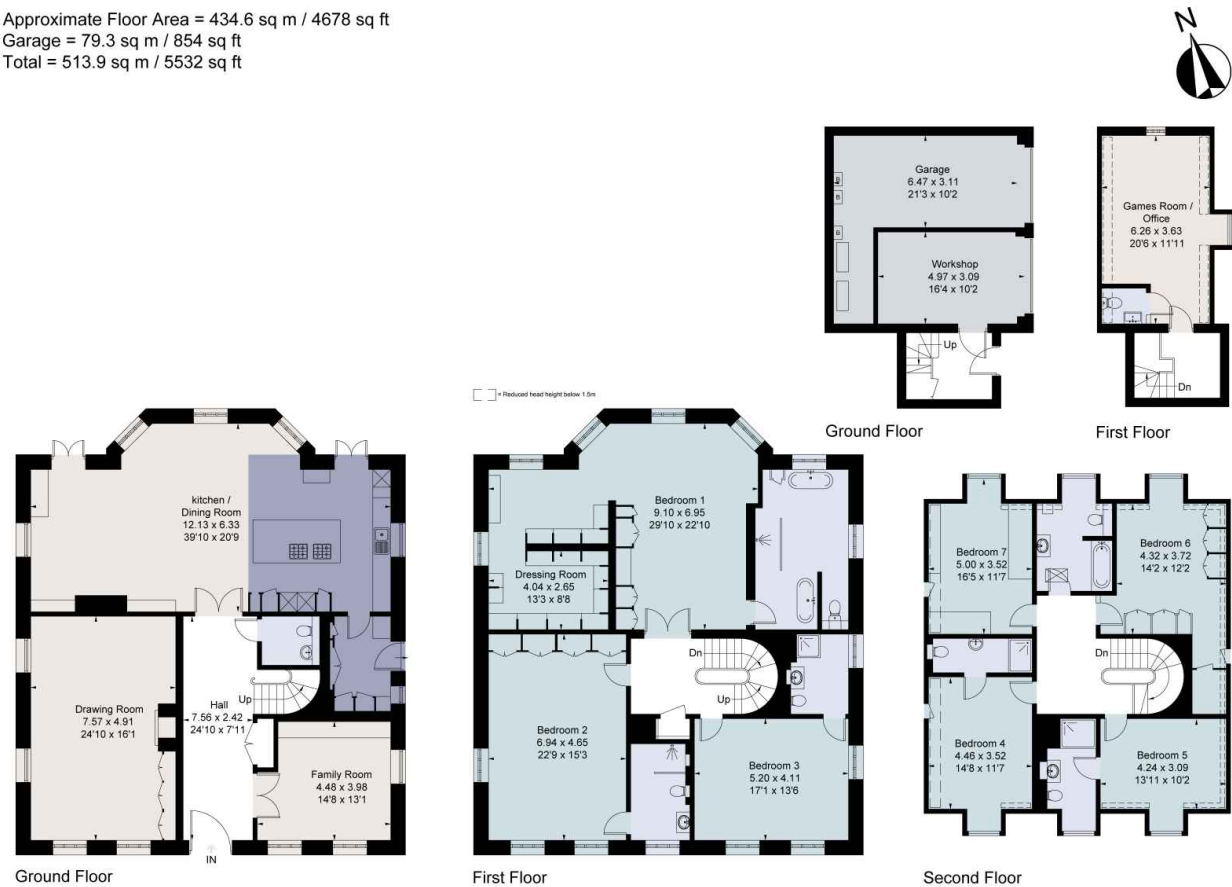 Approximate Floor Area = 434.6 sq m / 4678 sq ft
Garage = 79.3 sq m / 854 sq ft
Total = 513.9 sq m / 5532 sq ft
N
Garage
6.47 x 3.11
21'3 x 10'2
Workshop
4.97 x 3.09
16'4 x 10'2
Up
Ground Floor
Games Room /
Office
6.26 x 3.63
20'6 x 11'11
Dn
First Floor
kitchen /
Dining Room
12.13 x 6.33
39'10 x 20'9
Drawing Room
7.57 x 4.91
24'10 x 16'1
Up
Hall
7.56 x 2.42
24'10 x 7'11
Family Room
4.48 x 3.98
14'8 x 13'1
IN
Ground Floor
= Reduced head height below 1.5m
Bedroom 1
9.10 x 6.95
29'10 x 22'10
Dressing Room
4.04 x 2.65
13'3 x 8'8
Dn
Up
Bedroom 2
6.94 x 4.65
22'9 x 15'3
Bedroom 3
5.20 x 4.11
17'1 x 13'6
First Floor
Bedroom 7
5.00 x 3.52
16'5 x 11'7
Bedroom 6
4.32 x 3.72
14'2 x 12'2
Dn
Bedroom 4
4.46 x 3.52
14'8 x 11'7
Bedroom 5
4.24 x 3.09
13'11 x 10'2
Second Floor